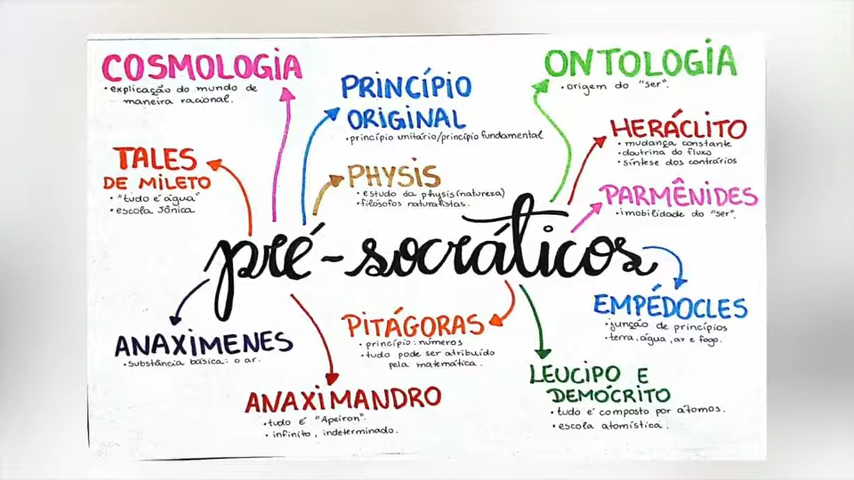 COSMOLOGIA
• explicação do mundo de
maneira racional.
PRINCÍPIO
ORIGINAL
• princípio unitário/princípio fundamental
ONTOLOGIA
• origem do "ser".
HERÁCLITO
• mudança constante
• doutrina do fluxo
• síntese dos contrários
TALES
DE MILETO
• "tudo é água"
• escola Jônica
PHYSIS
• estudo da physis (natureza)
• filósofos naturalistas.
PARMÊNIDES
• imobilidade do "ser".
pré-socráticos
ANAXÍMENES
• substância básica: o ar.
PITÁGORAS
• princípio: números
• tudo pode ser atribuído
pela matemática.
EMPÉDOCLES
• junção de princípios
• terra, água, ar e fogo.
ANAXIMANDRO
• tudo é "Apeiron".
• infinito, indeterminado.
LEUCIPO E
DEMÓCRITO
• tudo é composto por átomos.
• escola atomística.